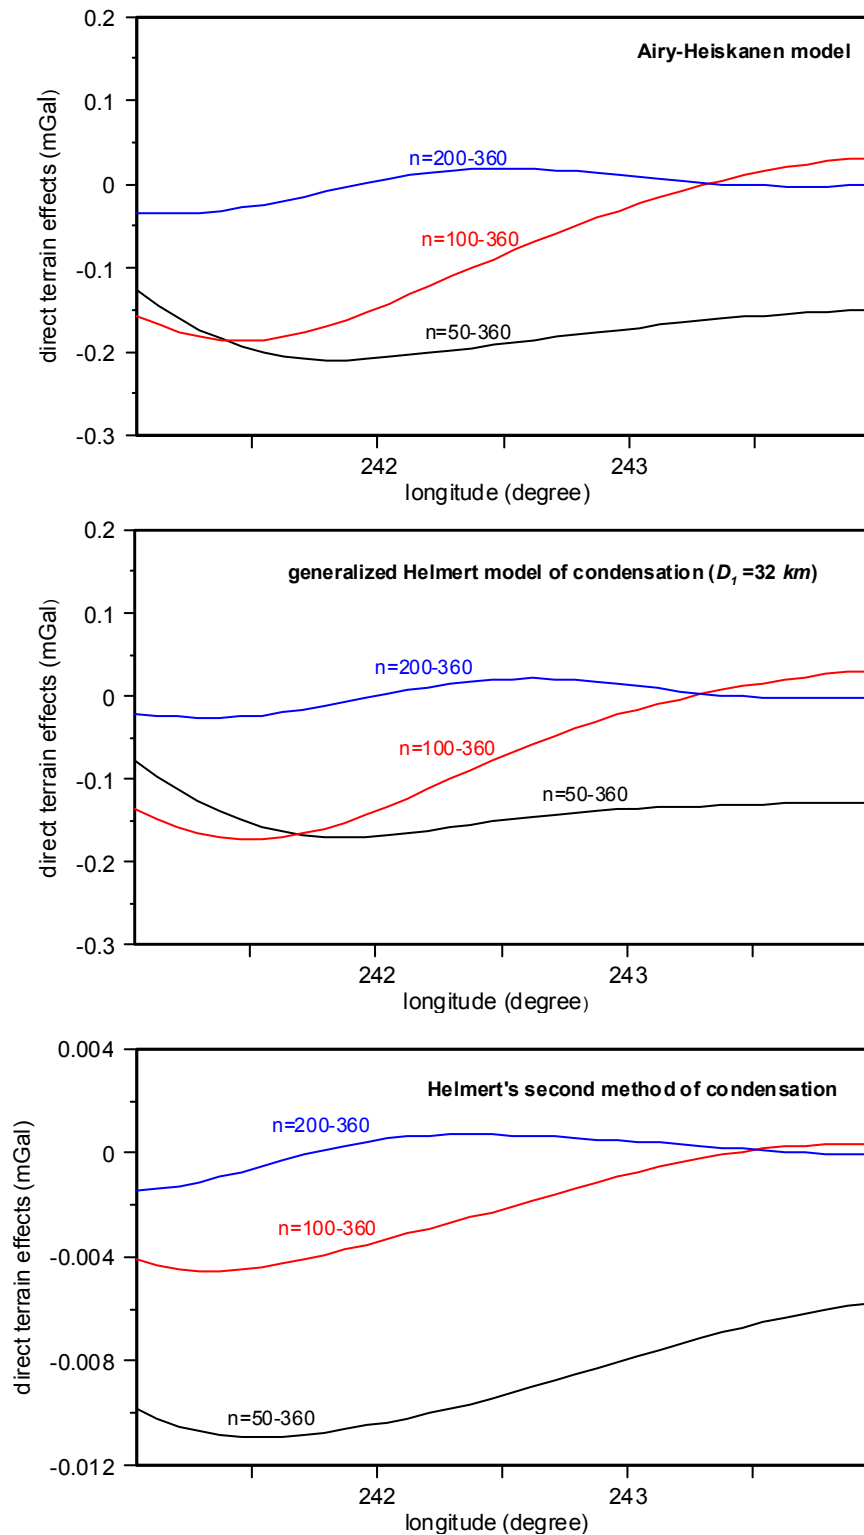 0.2
Airy-Heiskanen model
0.1
n=200-360
0
n=100-360
-0.1
n=50-360
-0.2
-0.3
direct terrain effects (mGal)
242
243
longitude (degree)
0.2
generalized Helmert model of condensation (D1 =32 km)
0.1
n=200-360
0
n=100-360
-0.1
n=50-360
-0.2
-0.3
direct terrain effects (mGal)
242
243
longitude (degree)
0.004
Helmert's second method of condensation
n=200-360
0
n=100-360
-0.004
-0.008
n=50-360
-0.012
direct terrain effects (mGal)
242
243
longitude (degree)